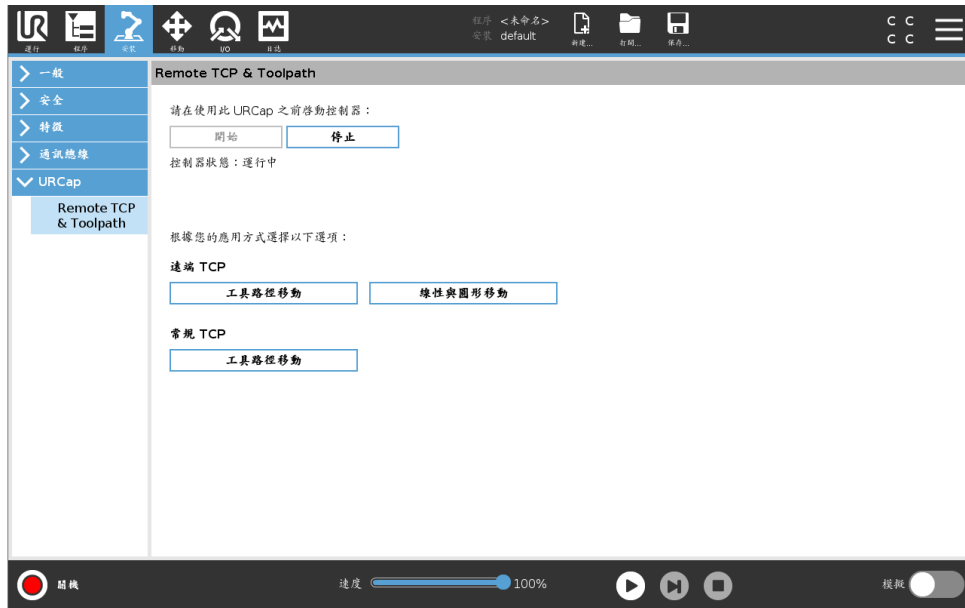 程序 <未命名>
安裝 default
C C
C C
運行 程序 安裝 移動 I/O 日誌 新建... 打開... 保存...
一般
安全
特徵
通訊總線
URCap
Remote TCP
& Toolpath
Remote TCP & Toolpath
請在使用此 URCap 之前啓動控制器：
開始 停止
控制器狀態：運行中
根據您的應用方式選擇以下選項：
遠端 TCP
工具路徑移動 線性與圓形移動
常規 TCP
工具路徑移動
關機 速度 100% 模擬